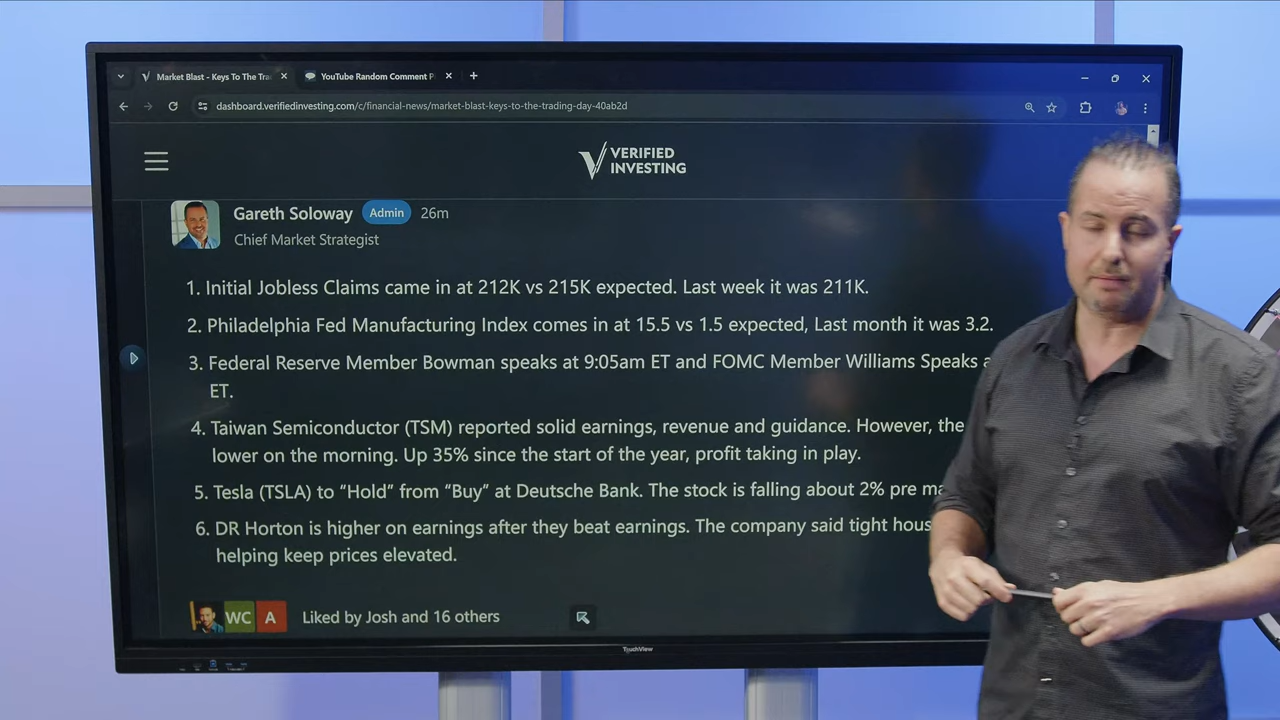 Market Blast - Keys To The Tra
YouTube Random Comment P
dashboard.verifiedinvesting.com/c/financial-news/market-blast-keys-to-the-trading-day-40ab2d
VERIFIED
INVESTING
Gareth Soloway Admin 26m
Chief Market Strategist
1. Initial Jobless Claims came in at 212K vs 215K expected. Last week it was 211K.
2. Philadelphia Fed Manufacturing Index comes in at 15.5 vs 1.5 expected, Last month it was 3.2.
3. Federal Reserve Member Bowman speaks at 9:05am ET and FOMC Member Williams Speaks
ET.
4. Taiwan Semiconductor (TSM) reported solid earnings, revenue and guidance. However, the
lower on the morning. Up 35% since the start of the year, profit taking in play.
5. Tesla (TSLA) to “Hold” from “Buy” at Deutsche Bank. The stock is falling about 2% pre
6. DR Horton is higher on earnings after they beat earnings. The company said tight
helping keep prices elevated.
WC A Liked by Josh and 16 others
TouchView